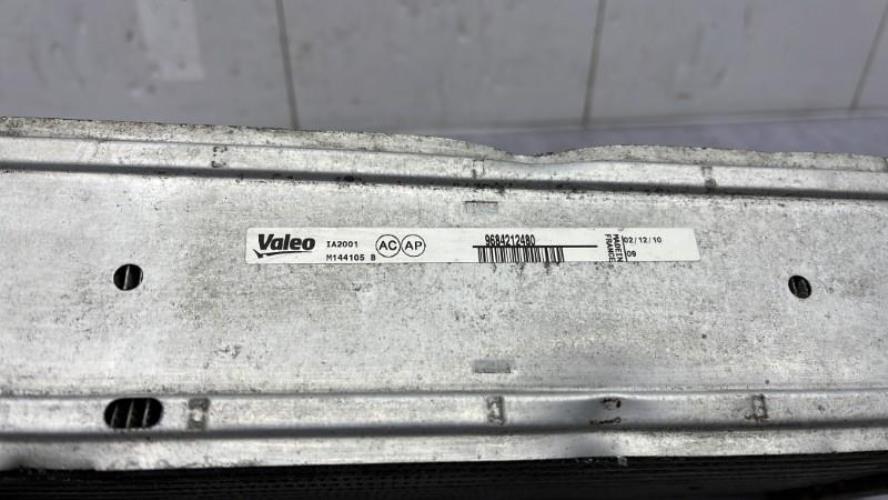 Valeo
IA2001
M144105 B
AC AP
9684212480
MADE IN
FRANCE
02/12/10
09